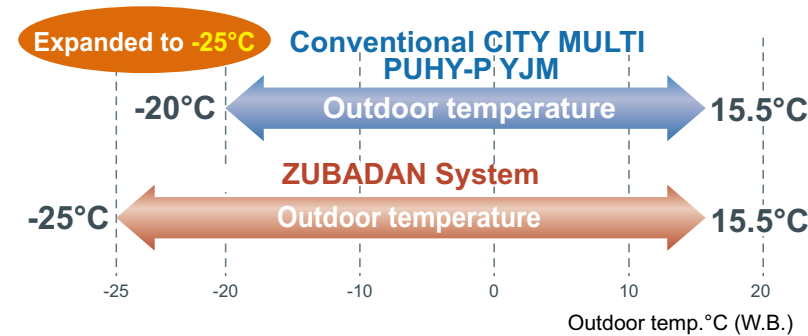 Expanded to -25°C
Conventional CITY MULTI
PUHY-P YJM
-20°C
Outdoor temperature
15.5°C
ZUBADAN System
-25°C
Outdoor temperature
15.5°C
-25 -20 -10 0 10 20
Outdoor temp.°C (W.B.)